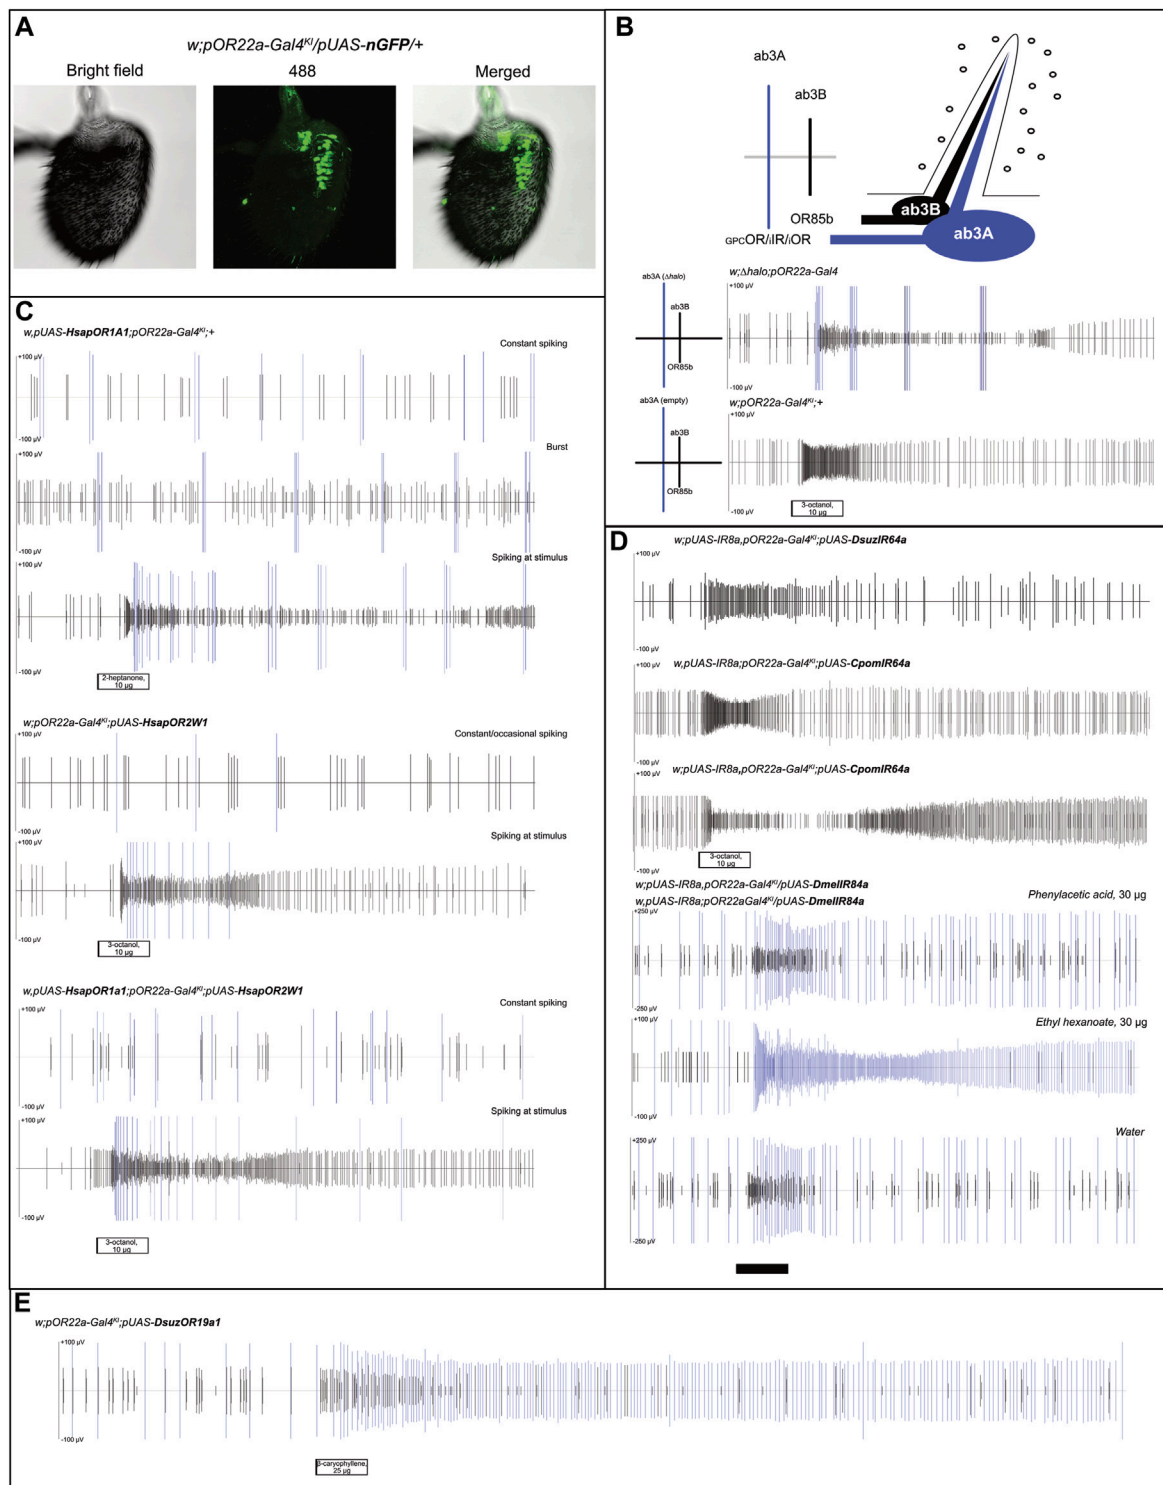 A
w;pOR22a-Gal4KI/pUAS-nGFP/+
Bright field
488
Merged
B
ab3A
ab3B
OR85b
GPCOR/iIR/iOR
ab3B
ab3A
w;Δhalo;pOR22a-Gal4
ab3A (Δhalo)
+100 µV
ab3B
OR85b
-100 µV
w;pOR22a-Gal4KI;+
ab3A (empty)
+100 µV
ab3B
OR85b
-100 µV
3-octanol,
10 µg
C
w,pUAS-HsapOR1A1;pOR22a-Gal4KI;+
Constant spiking
+100 µV
-100 µV
Burst
+100 µV
-100 µV
Spiking at stimulus
+100 µV
-100 µV
2-heptanone,
10 µg
w;pOR22a-Gal4KI;pUAS-HsapOR2W1
Constant/occasional spiking
+100 µV
-100 µV
Spiking at stimulus
+100 µV
-100 µV
3-octanol,
10 µg
w,pUAS-HsapOR1a1;pOR22a-Gal4KI;pUAS-HsapOR2W1
Constant spiking
+100 µV
-100 µV
Spiking at stimulus
+100 µV
-100 µV
3-octanol,
10 µg
D
w;pUAS-IR8a,pOR22a-Gal4KI;pUAS-DsuzIR64a
+100 µV
-100 µV
w,pUAS-IR8a;pOR22a-Gal4KI;pUAS-CpomIR64a
+100 µV
-100 µV
w;pUAS-IR8a,pOR22a-Gal4KI;pUAS-CpomIR64a
+100 µV
-100 µV
3-octanol,
10 µg
w;pUAS-IR8a,pOR22a-Gal4KI/pUAS-DmelIR84a
w,pUAS-IR8a;pOR22aGal4KI/pUAS-DmelIR84a
Phenylacetic acid, 30 µg
+250 µV
-250 µV
Ethyl hexanoate, 30 µg
+100 µV
-100 µV
Water
+250 µV
-250 µV
E
w;pOR22a-Gal4KI;pUAS-DsuzOR19a1
+100 µV
-100 µV
β-caryophyllene,
25 µg